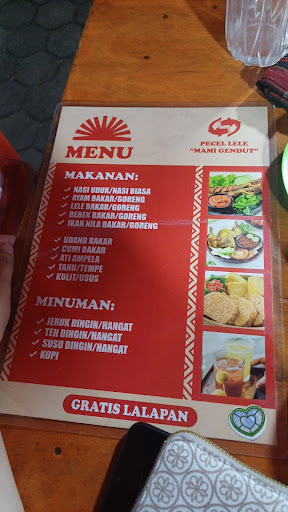 MENU
PECEL LELE
"MAMI GENDUT"
MAKANAN:
NASI UDUK/NASI BIASA
AYAM BAKAR/GORENG
LELE BAKAR/GORENG
BEBEK BAKAR/GORENG
IKAN NILA BAKAR/GORENG
UDANG BAKAR
CUMI BAKAR
ATI AMPELA
TAHU/TEMPE
KULIT/USUS
MINUMAN:
JERUK DINGIN/HANGAT
TEH DINGIN/HANGAT
SUSU DINGIN/HANGAT
KOPI
GRATIS LALAPAN